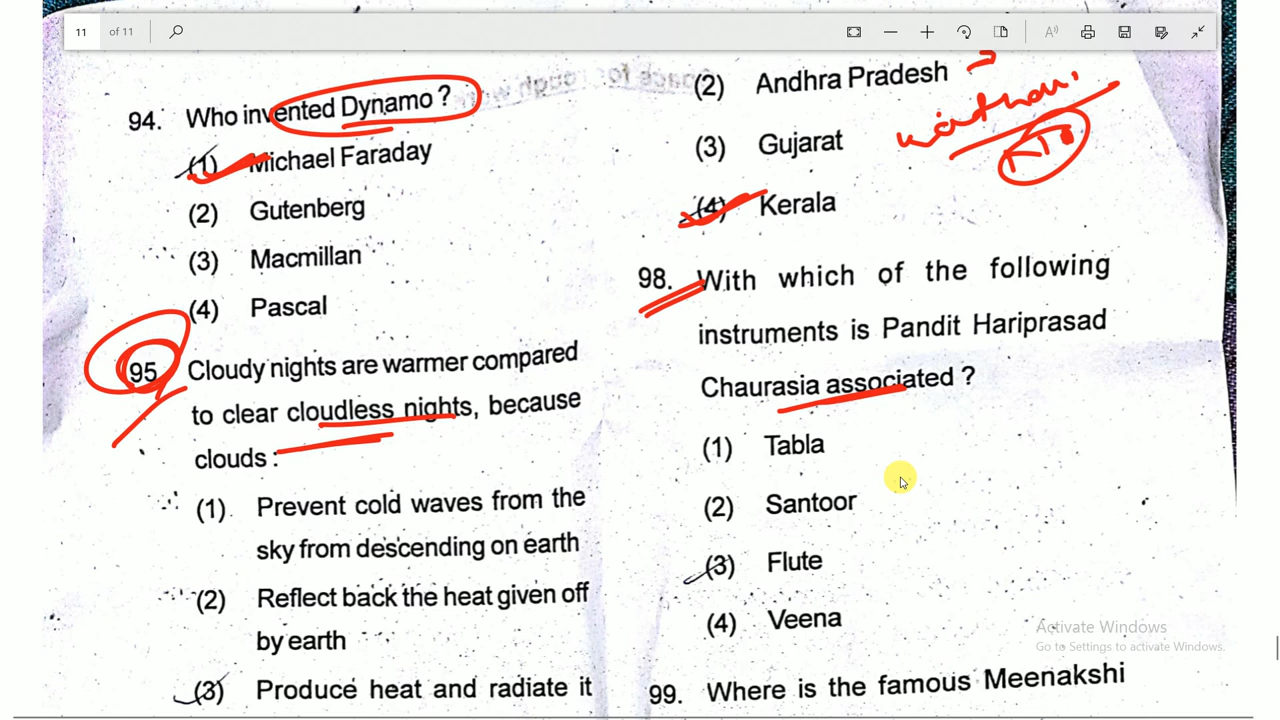 11 of 11
94. Who invented Dynamo ?
(1) Michael Faraday
(2) Gutenberg
(3) Macmillan
(4) Pascal
95 Cloudy nights are warmer compared
to clear cloudless nights, because
clouds :
(1) Prevent cold waves from the
sky from descending on earth
(2) Reflect back the heat given off
by earth
(3) Produce heat and radiate it
(2) Andhra Pradesh
(3) Gujarat
(4) Kerala
98. With which of the following
instruments is Pandit Hariprasad
Chaurasia associated ?
(1) Tabla
(2) Santoor
(3) Flute
(4) Veena
99. Where is the famous Meenakshi
Activate Windows
Go to Settings to activate Windows.